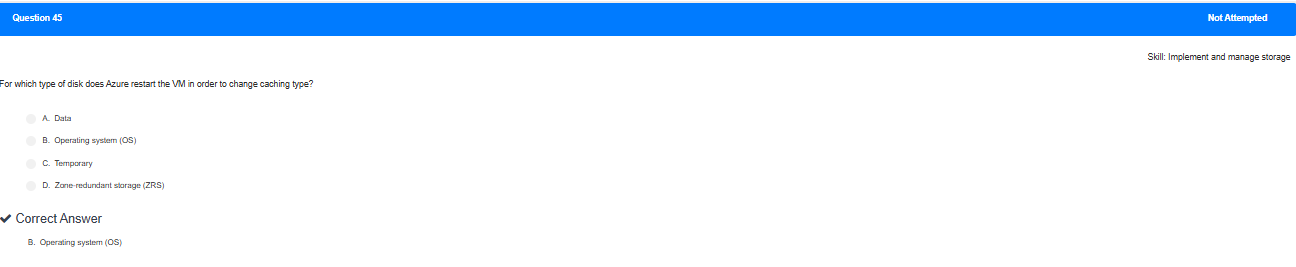 Question 45
Not Attempted
Skill: Implement and manage storage
For which type of disk does Azure restart the VM in order to change caching type?
A. Data
B. Operating system (OS)
C. Temporary
D. Zone-redundant storage (ZRS)
Correct Answer
B. Operating system (OS)